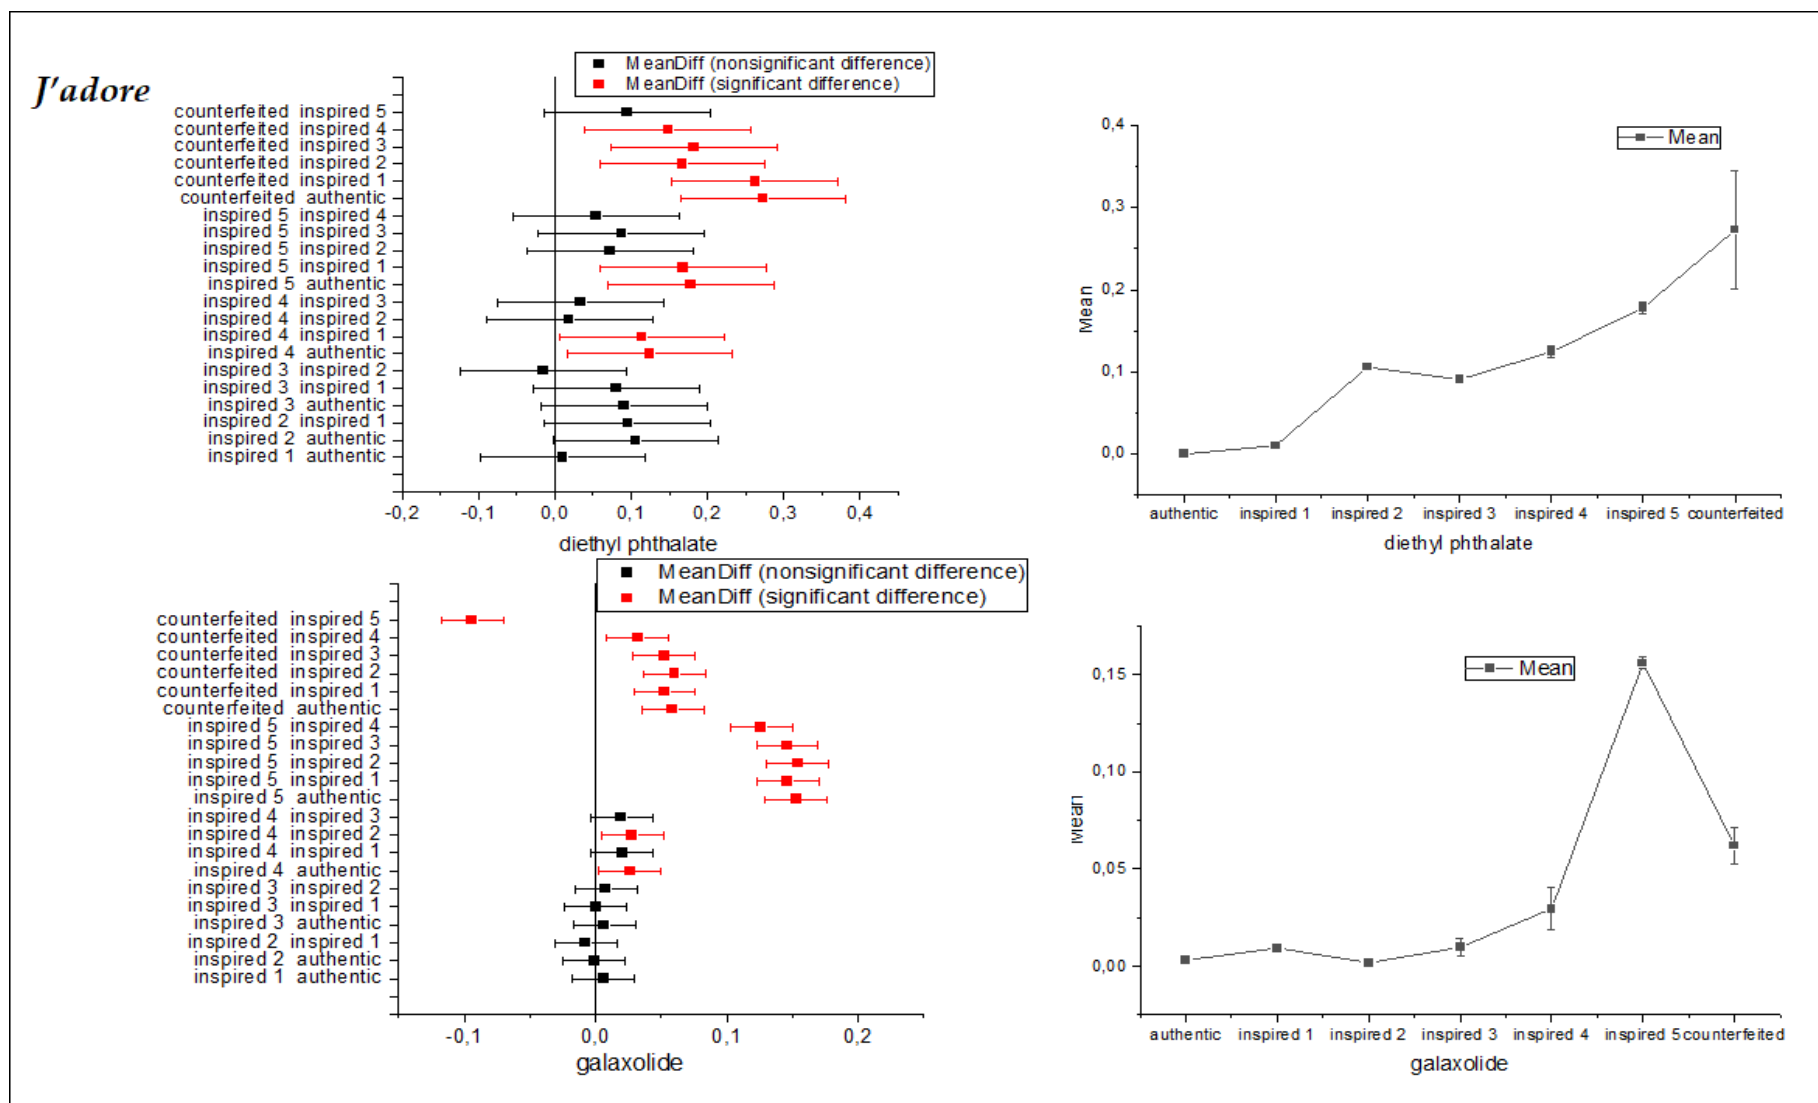 J'adore
MeanDiff (nonsignificant difference)
MeanDiff (significant difference)
counterfeited inspired 5
counterfeited inspired 4
counterfeited inspired 3
counterfeited inspired 2
counterfeited inspired 1
counterfeited authentic
inspired 5 inspired 4
inspired 5 inspired 3
inspired 5 inspired 2
inspired 5 inspired 1
inspired 5 authentic
inspired 4 inspired 3
inspired 4 inspired 2
inspired 4 inspired 1
inspired 4 authentic
inspired 3 inspired 2
inspired 3 inspired 1
inspired 3 authentic
inspired 2 inspired 1
inspired 2 authentic
inspired 1 authentic
-0,2 -0,1 0,0 0,1 0,2 0,3 0,4
diethyl phthalate
Mean
0,4
0,3
0,2
0,1
0,0
Mean
authentic inspired 1 inspired 2 inspired 3 inspired 4 inspired 5 counterfeited
diethyl phthalate
MeanDiff (nonsignificant difference)
MeanDiff (significant difference)
counterfeited inspired 5
counterfeited inspired 4
counterfeited inspired 3
counterfeited inspired 2
counterfeited inspired 1
counterfeited authentic
inspired 5 inspired 4
inspired 5 inspired 3
inspired 5 inspired 2
inspired 5 inspired 1
inspired 5 authentic
inspired 4 inspired 3
inspired 4 inspired 2
inspired 4 inspired 1
inspired 4 authentic
inspired 3 inspired 2
inspired 3 inspired 1
inspired 3 authentic
inspired 2 inspired 1
inspired 2 authentic
inspired 1 authentic
-0,1 0,0 0,1 0,2
galaxolide
Mean
0,15
0,10
0,05
0,00
Mean
authentic inspired 1 inspired 2 inspired 3 inspired 4 inspired 5 counterfeited
galaxolide